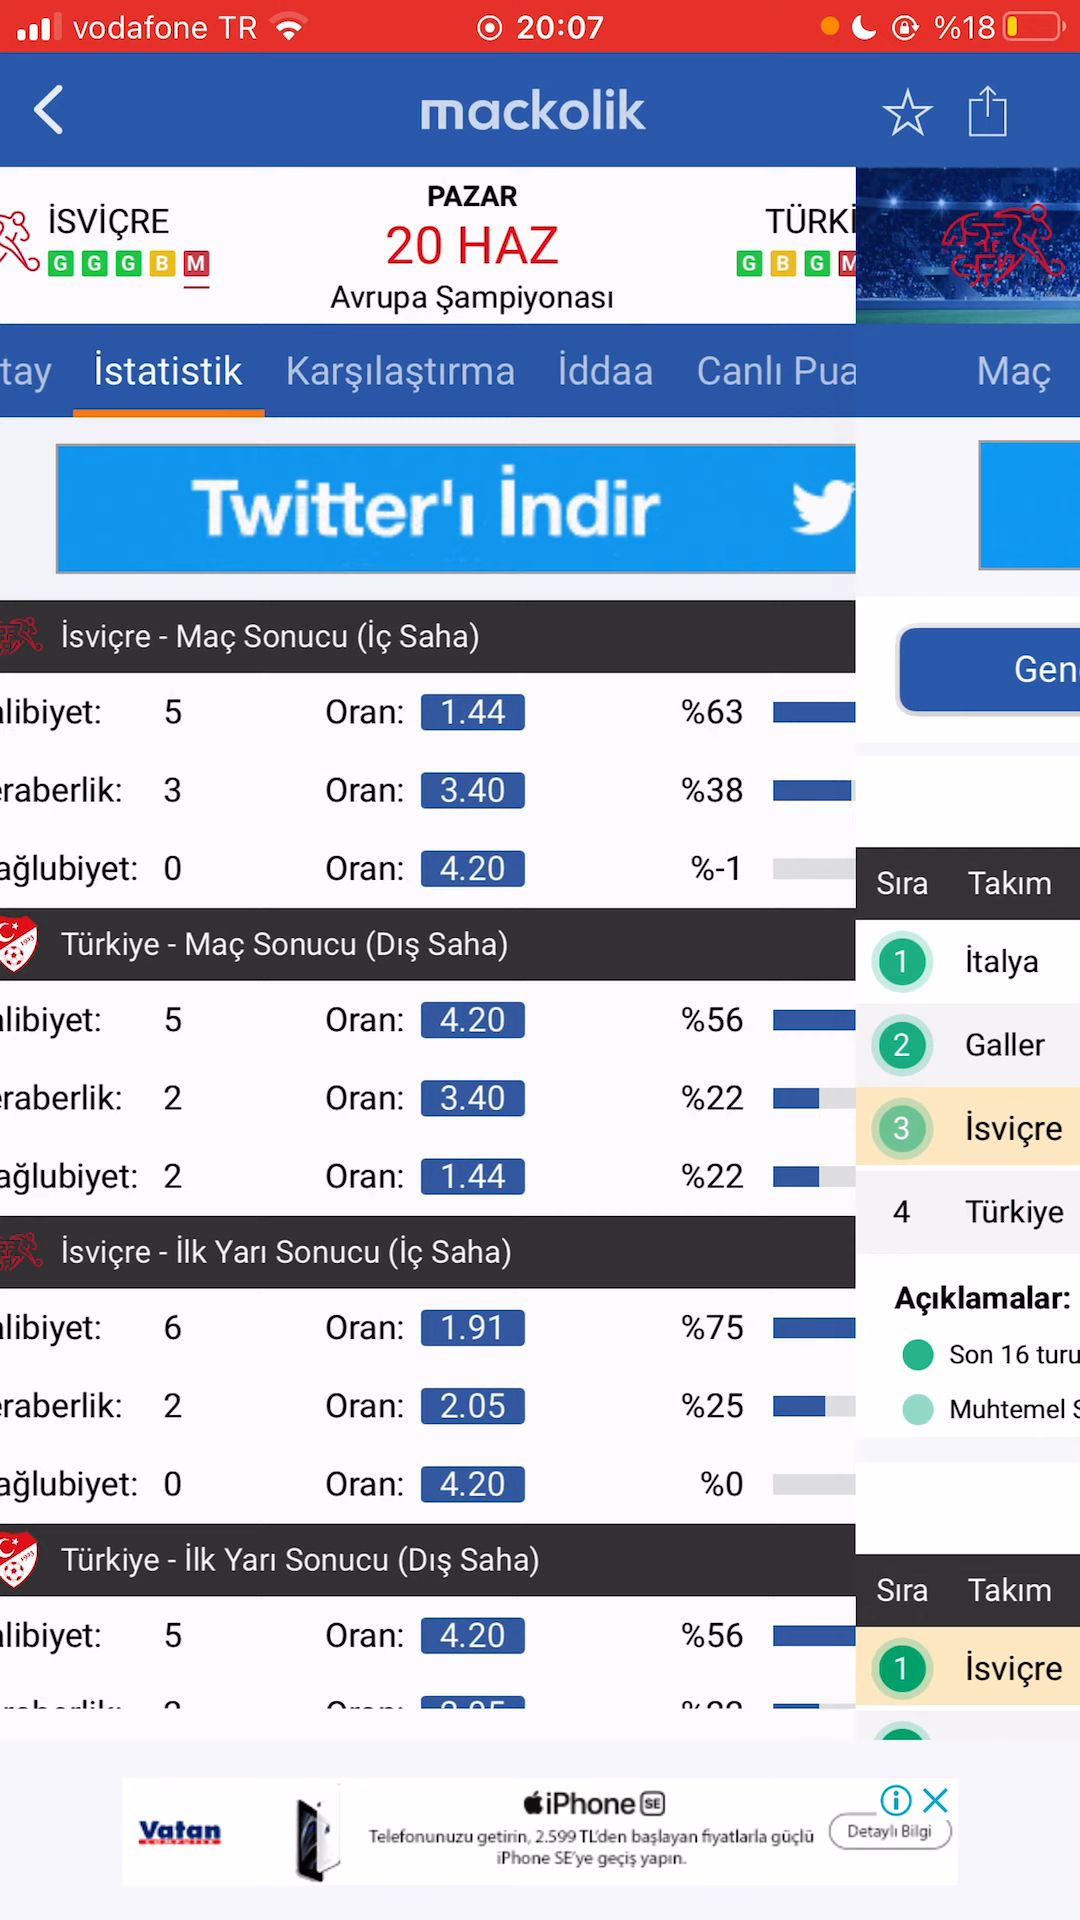 vodafone TR 20:07 %18
mackolik
İSVİÇRE
G G G B M
PAZAR
20 HAZ
Avrupa Şampiyonası
TÜRKİ
G B G M
tay İstatistik Karşılaştırma İddaa Canlı Pua
Maç
Twitter'ı İndir
İsviçre - Maç Sonucu (İç Saha)
alibiyet: 5 Oran: 1.44 %63
eraberlik: 3 Oran: 3.40 %38
ağlubiyet: 0 Oran: 4.20 %-1
Türkiye - Maç Sonucu (Dış Saha)
alibiyet: 5 Oran: 4.20 %56
eraberlik: 2 Oran: 3.40 %22
ağlubiyet: 2 Oran: 1.44 %22
İsviçre - İlk Yarı Sonucu (İç Saha)
alibiyet: 6 Oran: 1.91 %75
eraberlik: 2 Oran: 2.05 %25
ağlubiyet: 0 Oran: 4.20 %0
Türkiye - İlk Yarı Sonucu (Dış Saha)
alibiyet: 5 Oran: 4.20 %56
Gen
Sıra Takım
1 İtalya
2 Galler
3 İsviçre
4 Türkiye
Açıklamalar:
Son 16 turu
Muhtemel S
Sıra Takım
1 İsviçre
Vatan
COMPUTER
iPhone SE
Telefonunuzu getirin, 2.599 TL'den başlayan fiyatlarla güçlü
iPhone SE'ye geçiş yapın.
Detaylı Bilgi